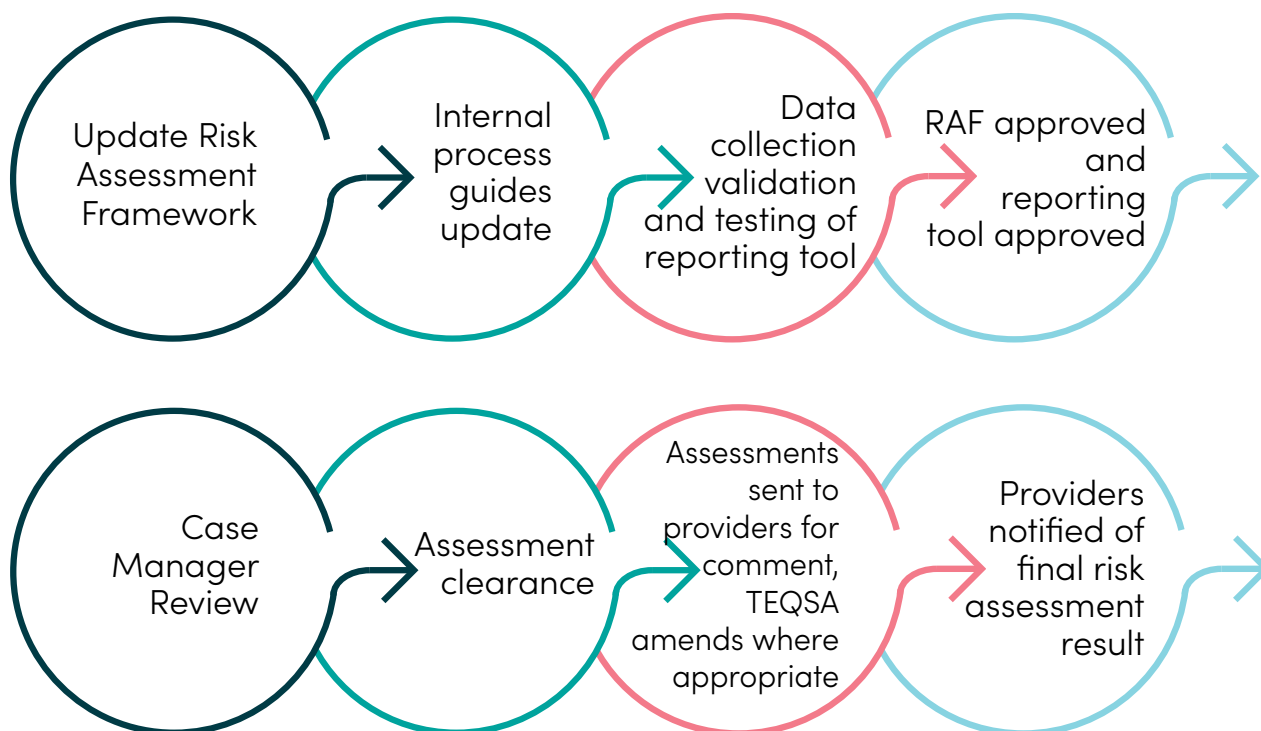 Update Risk
Assessment
Framework
Internal
process
guides
update
Data
collection
validation
and testing of
reporting tool
RAF approved
and
reporting
tool approved
Case
Manager
Review
Assessment
clearance
Assessments
sent to
providers for
comment,
TEQSA
amends where
appropriate
Providers
notified of
final risk
assessment
result